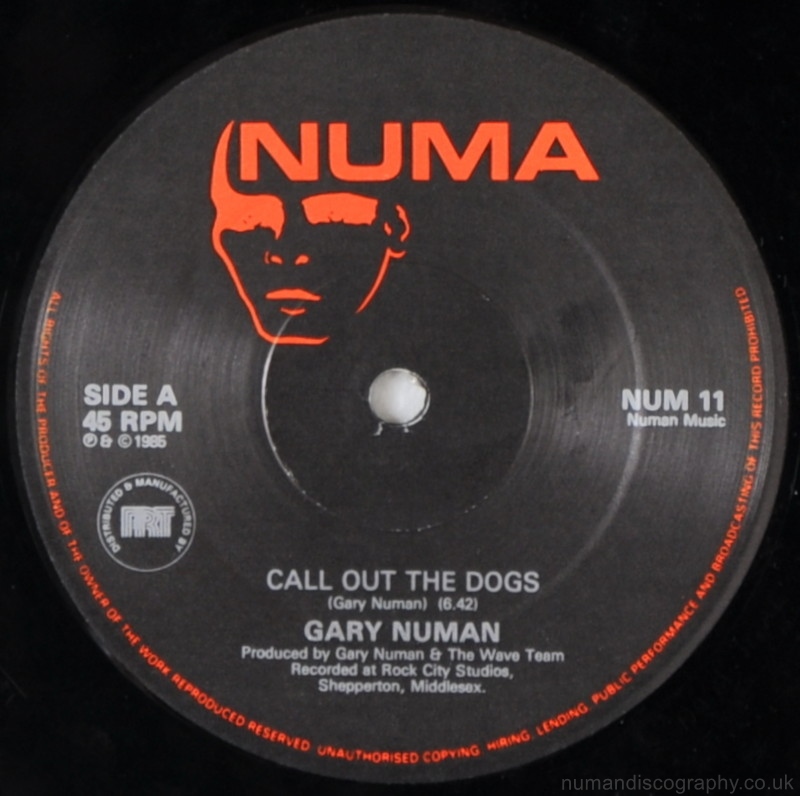 NUMA
SIDE A
45 RPM
℗ & © 1985
NUM 11
Numan Music
DISTRIBUTED & MANUFACTURED BY
PRT
CALL OUT THE DOGS
(Gary Numan) (6.42)
GARY NUMAN
Produced by Gary Numan & The Wave Team
Recorded at Rock City Studios,
Shepperton, Middlesex.
ALL RIGHTS OF THE PRODUCER AND OF THE OWNER OF THE WORK REPRODUCED RESERVED. UNAUTHORISED COPYING. HIRING. LENDING. PUBLIC PERFORMANCE AND BROADCASTING OF THIS RECORD PROHIBITED
numandiscography.co.uk